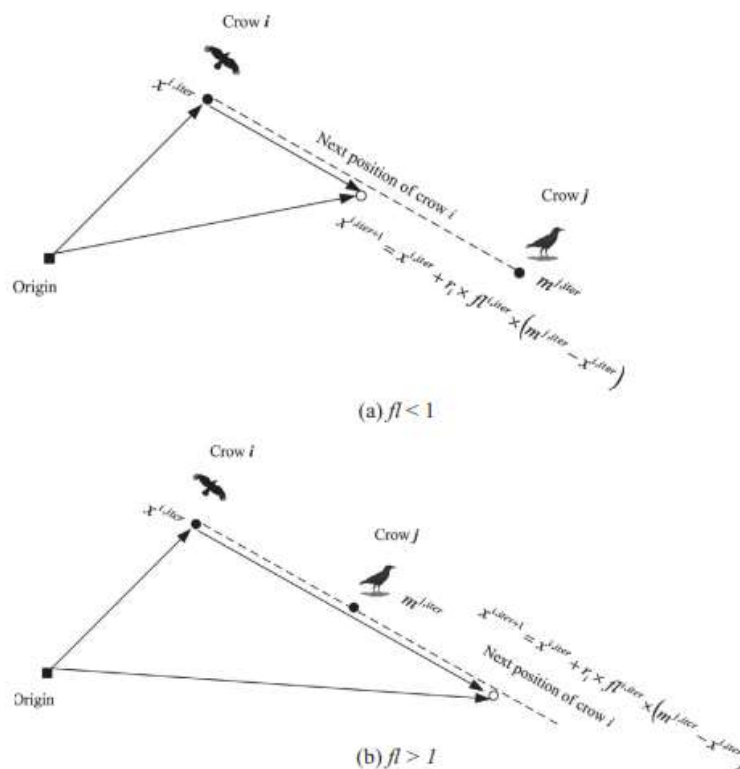 Crow i
x^{i,iter}
Next position of crow i
Crow j
m^{j,iter}
x^{i,iter+1} = x^{i,iter} + r_i × fl^{i,iter} × (m^{j,iter} − x^{i,iter})
Origin
(a) fl < 1
Crow i
x^{i,iter}
Crow j
m^{j,iter}
x^{i,iter+1} = x^{i,iter} + r_i × fl^{i,iter} × (m^{j,iter} − x^{i,iter})
Next position of crow i
Origin
(b) fl > 1